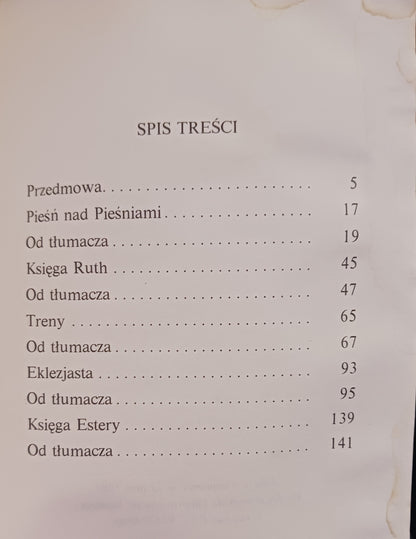 SPIS TREŚCI
Przedmowa. . . . . . . . . . . . . . . . . . . . . . . . 5
Pieśń nad Pieśniami . . . . . . . . . . . . . . . . . 17
Od tłumacza . . . . . . . . . . . . . . . . . . . . . . . 19
Księga Ruth . . . . . . . . . . . . . . . . . . . . . . . 45
Od tłumacza . . . . . . . . . . . . . . . . . . . . . . . 47
Treny . . . . . . . . . . . . . . . . . . . . . . . . . . . . 65
Od tłumacza . . . . . . . . . . . . . . . . . . . . . . . 67
Eklezjasta . . . . . . . . . . . . . . . . . . . . . . . . . 93
Od tłumacza . . . . . . . . . . . . . . . . . . . . . . . 95
Księga Estery . . . . . . . . . . . . . . . . . . . . . . 139
Od tłumacza . . . . . . . . . . . . . . . . . . . . . . . 141